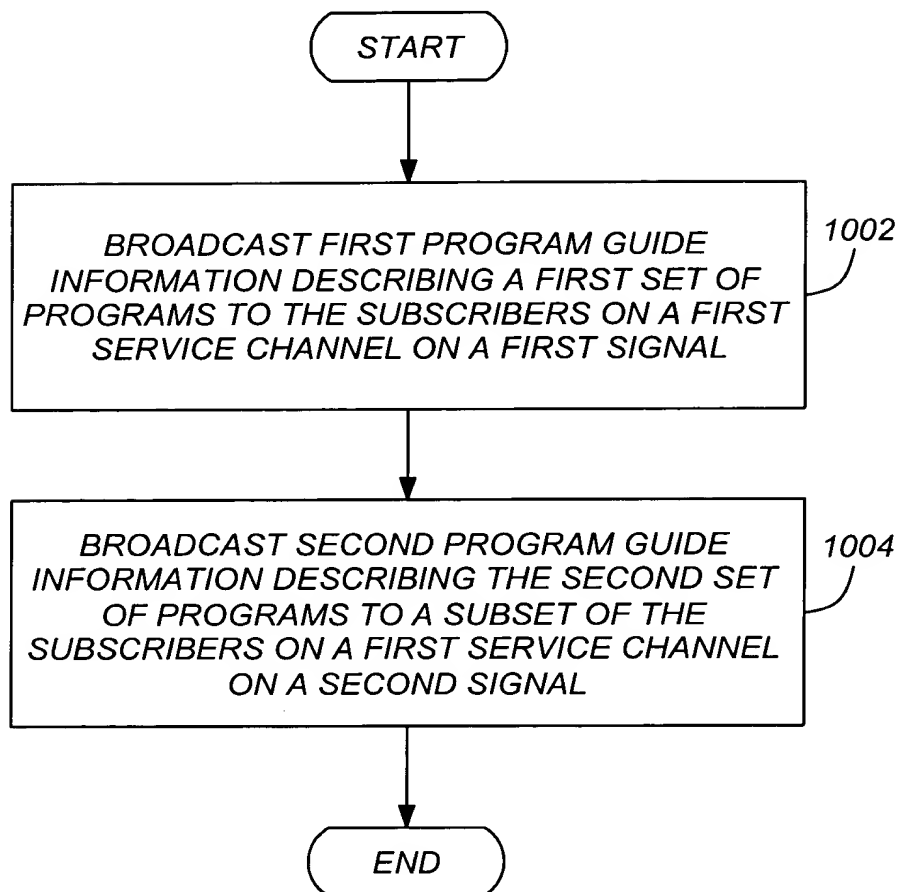 START
BROADCAST FIRST PROGRAM GUIDE
INFORMATION DESCRIBING A FIRST SET OF
PROGRAMS TO THE SUBSCRIBERS ON A FIRST
SERVICE CHANNEL ON A FIRST SIGNAL
1002
BROADCAST SECOND PROGRAM GUIDE
INFORMATION DESCRIBING THE SECOND SET
OF PROGRAMS TO A SUBSET OF THE
SUBSCRIBERS ON A FIRST SERVICE CHANNEL
ON A SECOND SIGNAL
1004
END